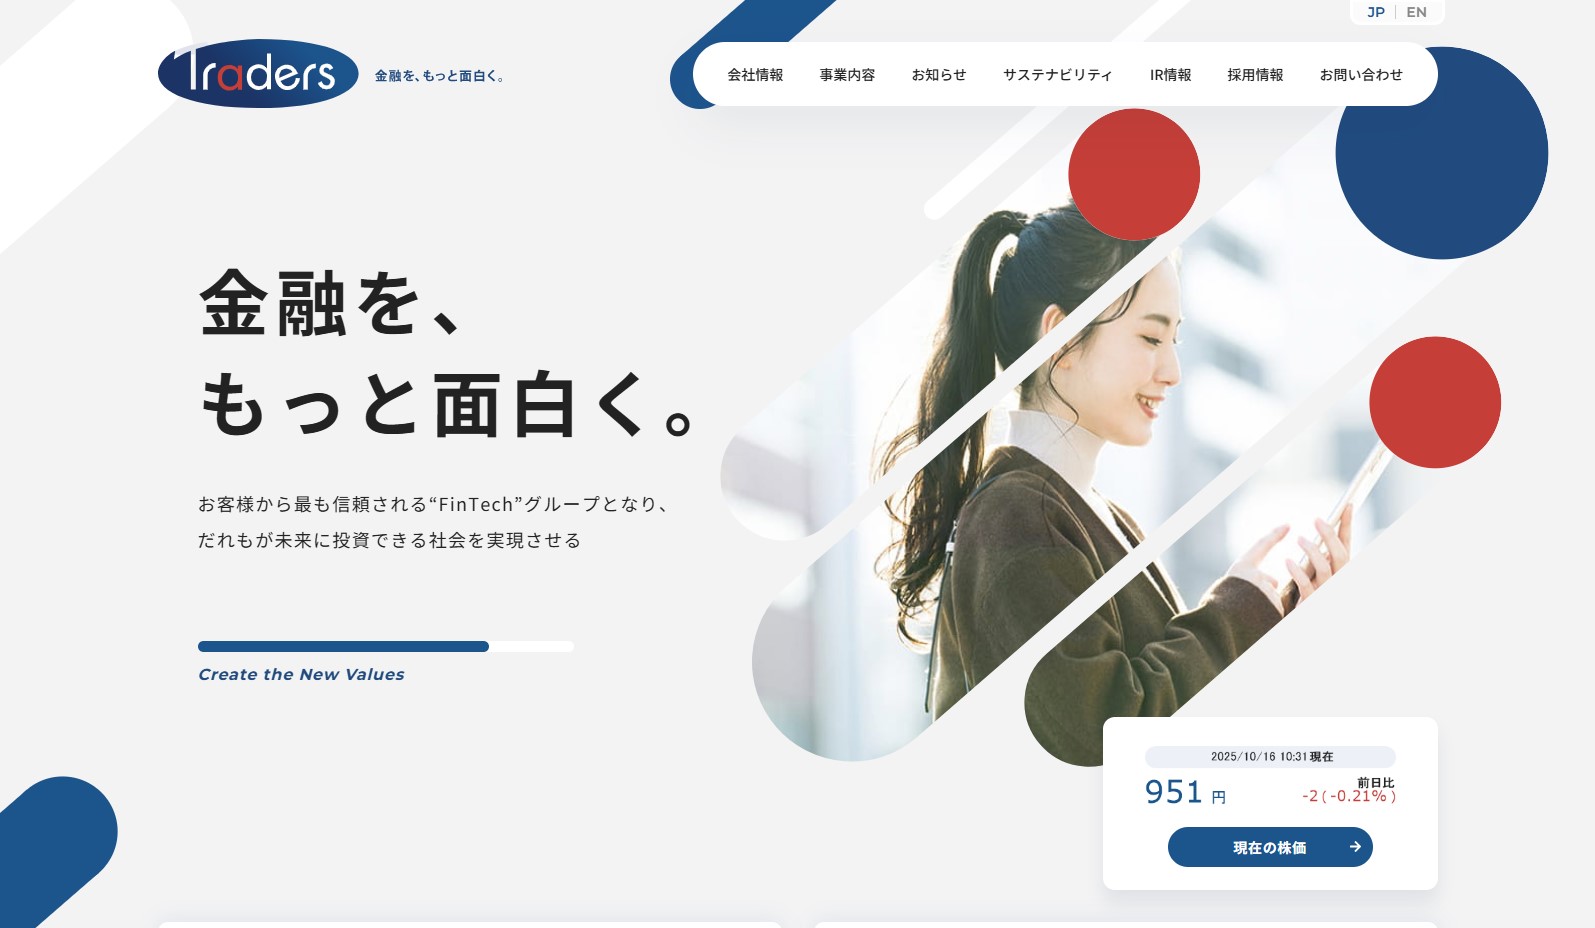 JP | EN
Traders
金融を、もっと面白く。
会社情報 事業内容 お知らせ サステナビリティ IR情報 採用情報 お問い合わせ
金融を、
もっと面白く。
お客様から最も信頼される“FinTech”グループとなり、
だれもが未来に投資できる社会を実現させる
Create the New Values
2025/10/16 10:31 現在
951 円
前日比
-2 ( -0.21% )
現在の株価